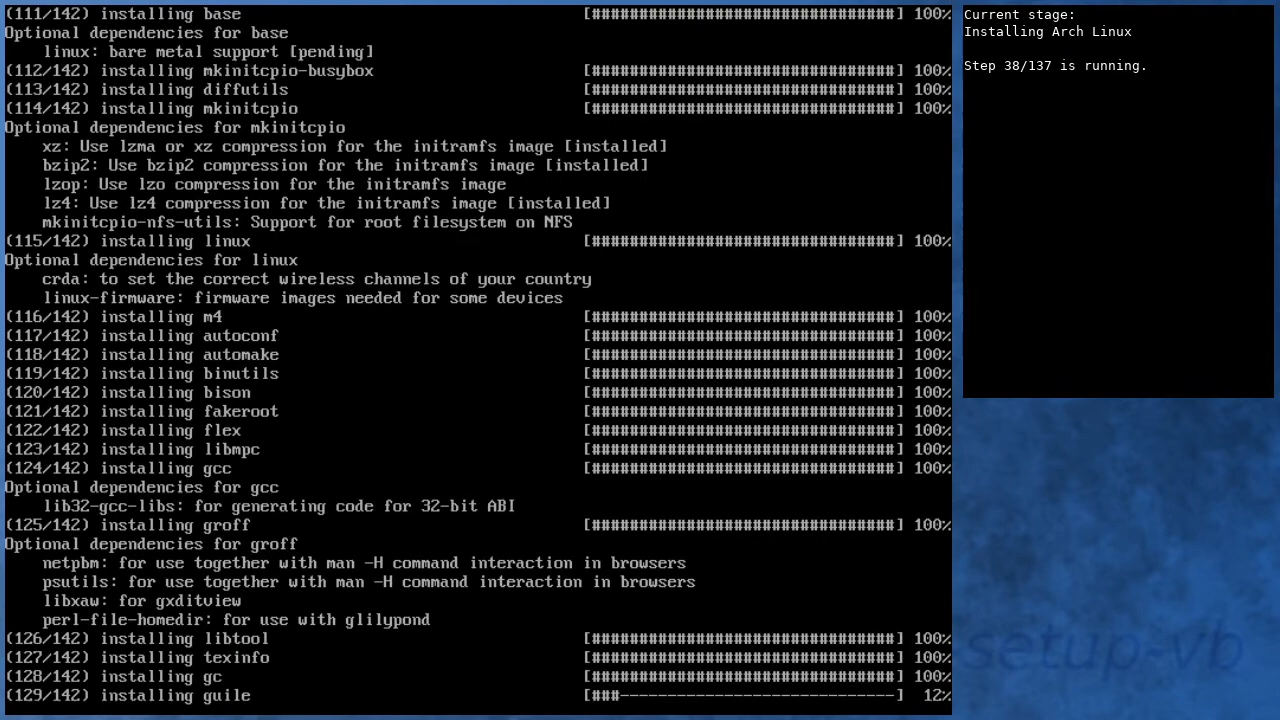 (111/142) installing base [################################] 100%
Optional dependencies for base
    linux: bare metal support [pending]
(112/142) installing mkinitcpio-busybox [################################] 100%
(113/142) installing diffutils [################################] 100%
(114/142) installing mkinitcpio [################################] 100%
Optional dependencies for mkinitcpio
    xz: Use lzma or xz compression for the initramfs image [installed]
    bzip2: Use bzip2 compression for the initramfs image [installed]
    lzop: Use lzo compression for the initramfs image
    lz4: Use lz4 compression for the initramfs image [installed]
    mkinitcpio-nfs-utils: Support for root filesystem on NFS
(115/142) installing linux [################################] 100%
Optional dependencies for linux
    crda: to set the correct wireless channels of your country
    linux-firmware: firmware images needed for some devices
(116/142) installing m4 [################################] 100%
(117/142) installing autoconf [################################] 100%
(118/142) installing automake [################################] 100%
(119/142) installing binutils [################################] 100%
(120/142) installing bison [################################] 100%
(121/142) installing fakeroot [################################] 100%
(122/142) installing flex [################################] 100%
(123/142) installing libmpc [################################] 100%
(124/142) installing gcc [################################] 100%
Optional dependencies for gcc
    lib32-gcc-libs: for generating code for 32-bit ABI
(125/142) installing groff [################################] 100%
Optional dependencies for groff
    netpbm: for use together with man -H command interaction in browsers
    psutils: for use together with man -H command interaction in browsers
    libxaw: for gxditview
    perl-file-homedir: for use with glilypond
(126/142) installing libtool [################################] 100%
(127/142) installing texinfo [################################] 100%
(128/142) installing gc [################################] 100%
(129/142) installing guile [###-----------------------------] 12%
Current stage:
Installing Arch Linux
Step 38/137 is running.
setup-vb